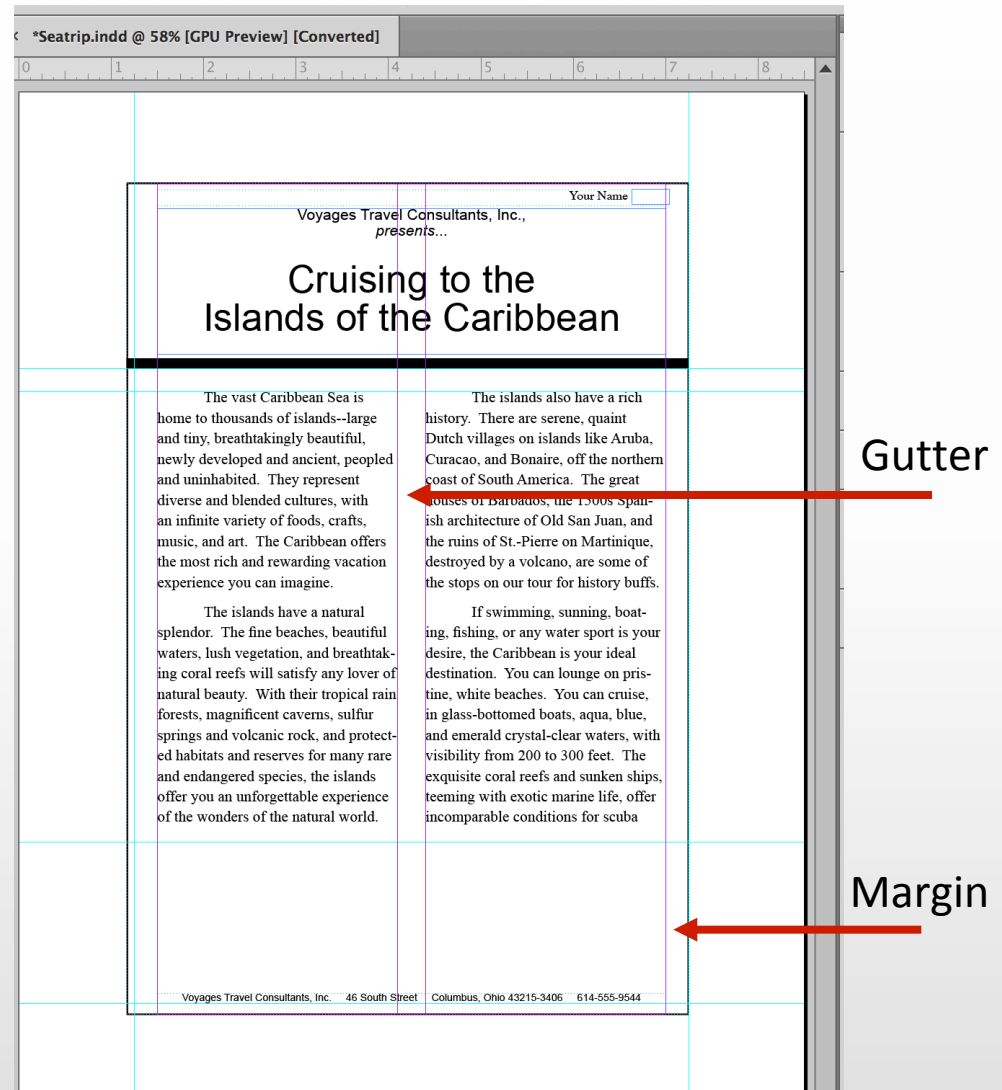 *Seatrip.indd @ 58% [GPU Preview] [Converted]
0 1 2 3 4 5 6 7 8
Your Name
Voyages Travel Consultants, Inc.,
presents...
Cruising to the
Islands of the Caribbean
The vast Caribbean Sea is
home to thousands of islands--large
and tiny, breathtakingly beautiful,
newly developed and ancient, peopled
and uninhabited. They represent
diverse and blended cultures, with
an infinite variety of foods, crafts,
music, and art. The Caribbean offers
the most rich and rewarding vacation
experience you can imagine.
The islands have a natural
splendor. The fine beaches, beautiful
waters, lush vegetation, and breathtak-
ing coral reefs will satisfy any lover of
natural beauty. With their tropical rain
forests, magnificent caverns, sulfur
springs and volcanic rock, and protect-
ed habitats and reserves for many rare
and endangered species, the islands
offer you an unforgettable experience
of the wonders of the natural world.
The islands also have a rich
history. There are serene, quaint
Dutch villages on islands like Aruba,
Curacao, and Bonaire, off the northern
coast of South America. The great
houses of Barbados, the 1500s Span-
ish architecture of Old San Juan, and
the ruins of St.-Pierre on Martinique,
destroyed by a volcano, are some of
the stops on our tour for history buffs.
If swimming, sunning, boat-
ing, fishing, or any water sport is your
desire, the Caribbean is your ideal
destination. You can lounge on pris-
tine, white beaches. You can cruise,
in glass-bottomed boats, aqua, blue,
and emerald crystal-clear waters, with
visibility from 200 to 300 feet. The
exquisite coral reefs and sunken ships,
teeming with exotic marine life, offer
incomparable conditions for scuba
Voyages Travel Consultants, Inc. 46 South Street Columbus, Ohio 43215-3406 614-555-9544
Gutter
Margin